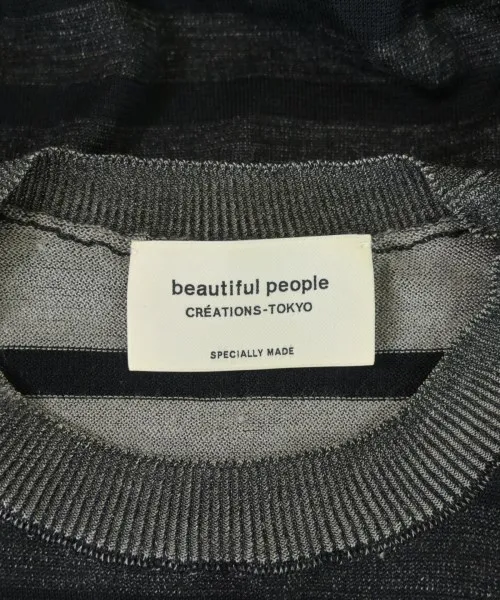 beautiful people
CRÉATIONS-TOKYO
SPECIALLY MADE